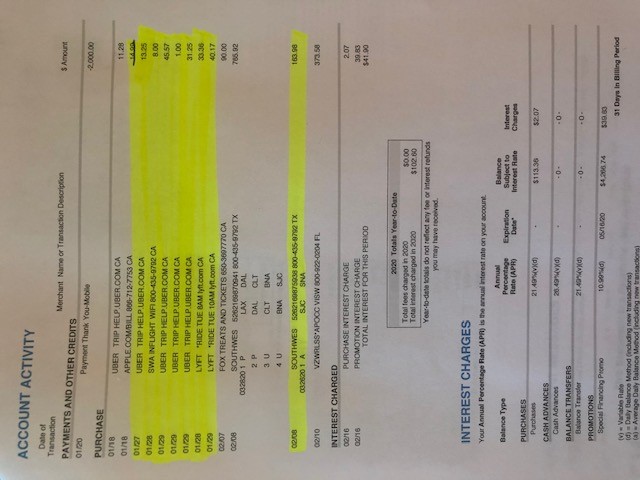 ACCOUNT ACTIVITY
Date of
Transaction Merchant Name or Transaction Description $ Amount
PAYMENTS AND OTHER CREDITS
01/20 Payment Thank You-Mobile -2,000.00
PURCHASE
01/16 UBER TRIP HELP.UBER.COM CA 11.28
01/16 APPLE.COM/BILL 866-712-7753 CA 14.99
01/27 UBER TRIP HELP.UBER.COM CA 13.25
01/28 SWA INFLIGHT WIFI 800-435-9792 CA 8.00
01/29 UBER TRIP HELP.UBER.COM CA 45.57
01/29 UBER TRIP HELP.UBER.COM CA 1.00
01/29 UBER TRIP HELP.UBER.COM CA 31.25
01/28 LYFT *RIDE TUE 8AM lyft.com CA 33.36
01/29 LYFT *RIDE TUE 10AM lyft.com CA 40.17
02/07 FOX TREATS AND TICKETS CA 90.00
02/08 SOUTHWES 800-435-9792 TX 765.92
032820 1 P LAX DAL
2 P DAL CLT
3 U CLT BNA
4 U BNA SJC
02/08 SOUTHWES 800-435-9792 TX 163.98
032620 1 A SJC SNA
02/10 VZWRLSS*APOCC VISW 800-922-0204 FL 373.58
INTEREST CHARGED
02/16 PURCHASE INTEREST CHARGE 2.07
02/16 PROMOTION INTEREST CHARGE 39.83
TOTAL INTEREST FOR THIS PERIOD $41.90
2020 Totals Year-to-Date
Total fees charged in 2020 $0.00
Total interest charged in 2020 $102.60
Year-to-date totals do not reflect any fee or interest refunds
you may have received.
INTEREST CHARGES
Your Annual Percentage Rate (APR) is the annual interest rate on your account.
Balance Type Annual Percentage Rate (APR) Expiration Date* Balance Subject to Interest Rate Interest Charges
PURCHASES
Purchases 21.49%(v)(d) - $113.36 $2.07
CASH ADVANCES
Cash Advances 26.49%(v)(d) - -0- -0-
BALANCE TRANSFERS
Balance Transfer 21.49%(v)(d) - -0- -0-
PROMOTIONS
Special Financing Promo 10.99%(d) 05/16/20 $4,266.74 $39.83
31 Days in Billing Period
(v) = Variable Rate
(d) = Daily Balance Method (including new transactions)
(a) = Average Daily Balance Method (including new transactions)